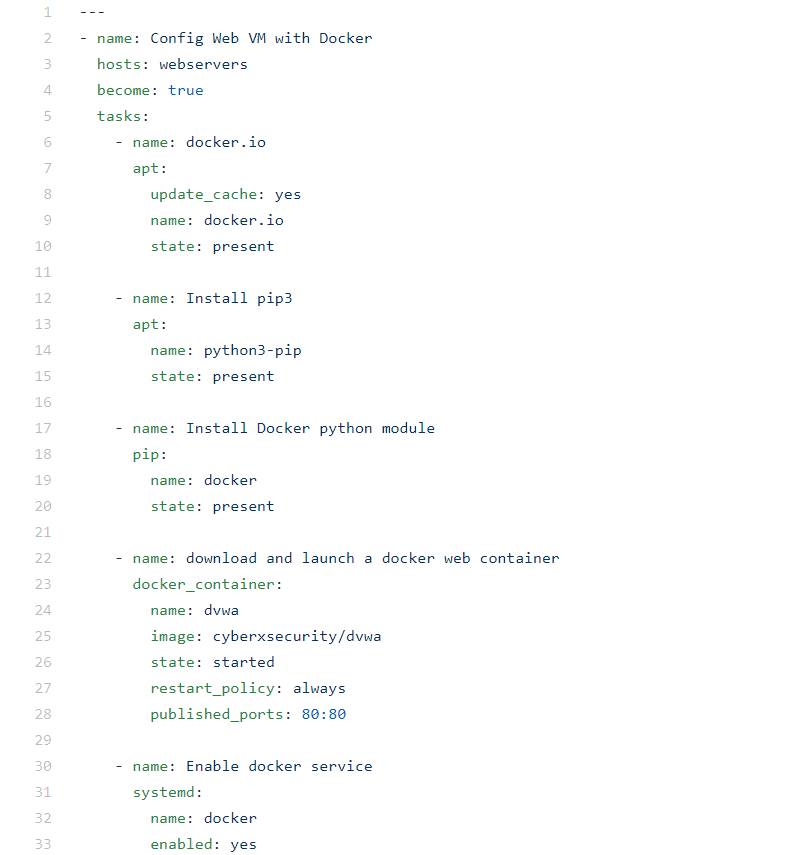 1 ---
2 - name: Config Web VM with Docker
3   hosts: webservers
4   become: true
5   tasks:
6     - name: docker.io
7       apt:
8         update_cache: yes
9         name: docker.io
10         state: present
11
12     - name: Install pip3
13       apt:
14         name: python3-pip
15         state: present
16
17     - name: Install Docker python module
18       pip:
19         name: docker
20         state: present
21
22     - name: download and launch a docker web container
23       docker_container:
24         name: dvwa
25         image: cyberxsecurity/dvwa
26         state: started
27         restart_policy: always
28         published_ports: 80:80
29
30     - name: Enable docker service
31       systemd:
32         name: docker
33         enabled: yes